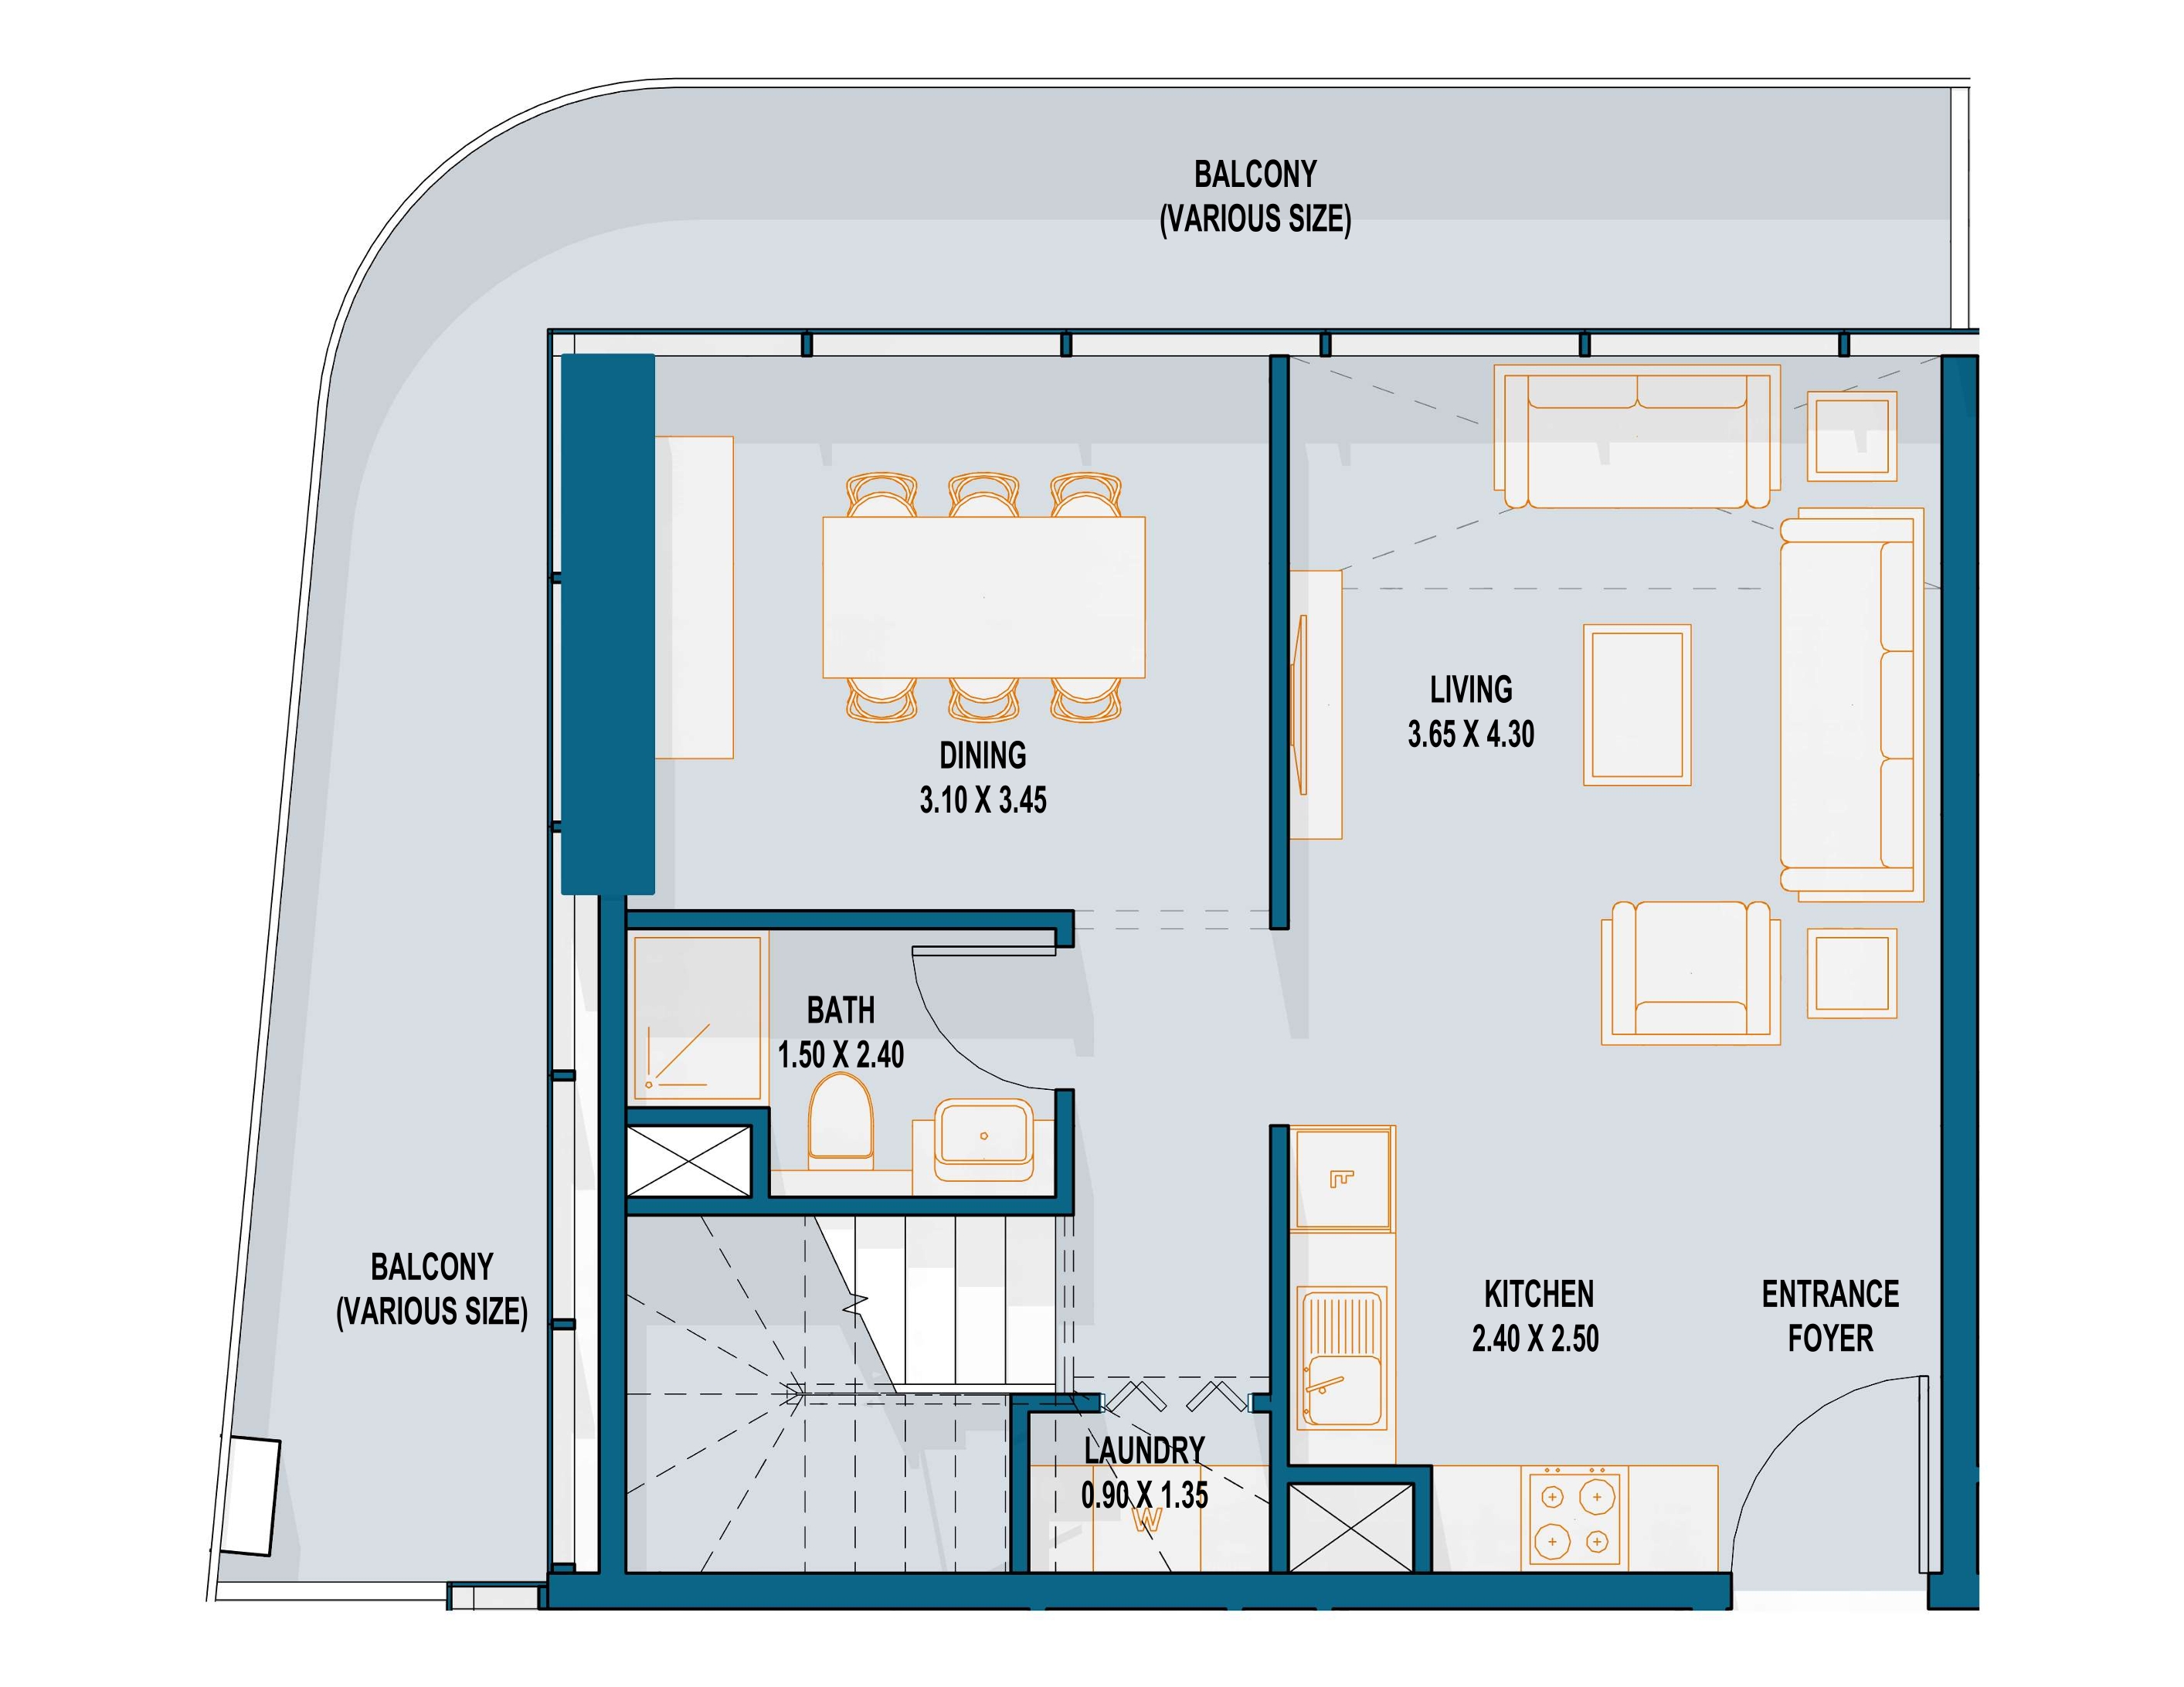 BALCONY
(VARIOUS SIZE)
LIVING
3.65 X 4.30
DINING
3.10 X 3.45
BATH
1.50 X 2.40
F
BALCONY
(VARIOUS SIZE)
KITCHEN
2.40 X 2.50
ENTRANCE
FOYER
LAUNDRY
0.90 X 1.35
W